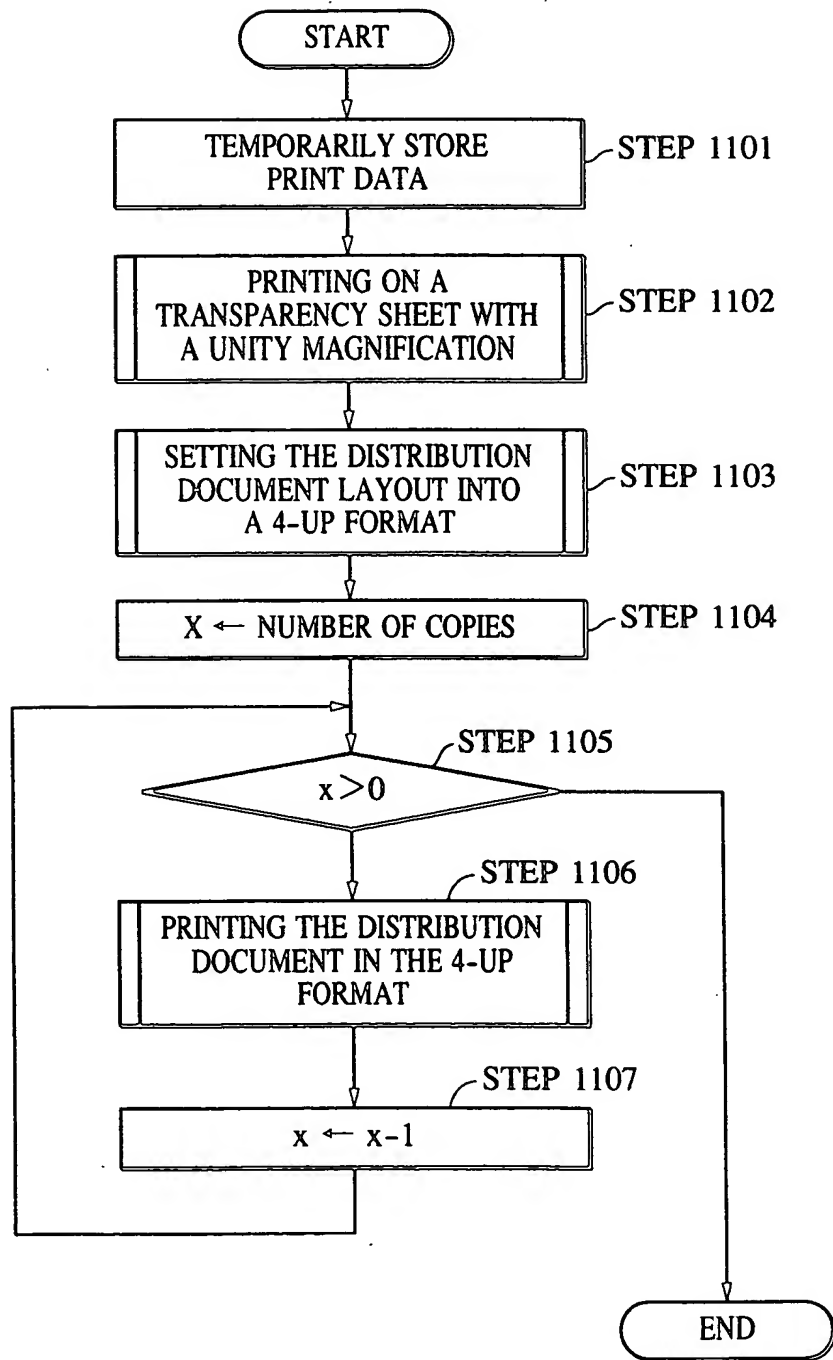 START
TEMPORARILY STORE
PRINT DATA
STEP 1101
PRINTING ON A
TRANSPARENCY SHEET WITH
A UNITY MAGNIFICATION
STEP 1102
SETTING THE DISTRIBUTION
DOCUMENT LAYOUT INTO
A 4-UP FORMAT
STEP 1103
X ← NUMBER OF COPIES
STEP 1104
STEP 1105
x>0
STEP 1106
PRINTING THE DISTRIBUTION
DOCUMENT IN THE 4-UP
FORMAT
STEP 1107
x ← x-1
END